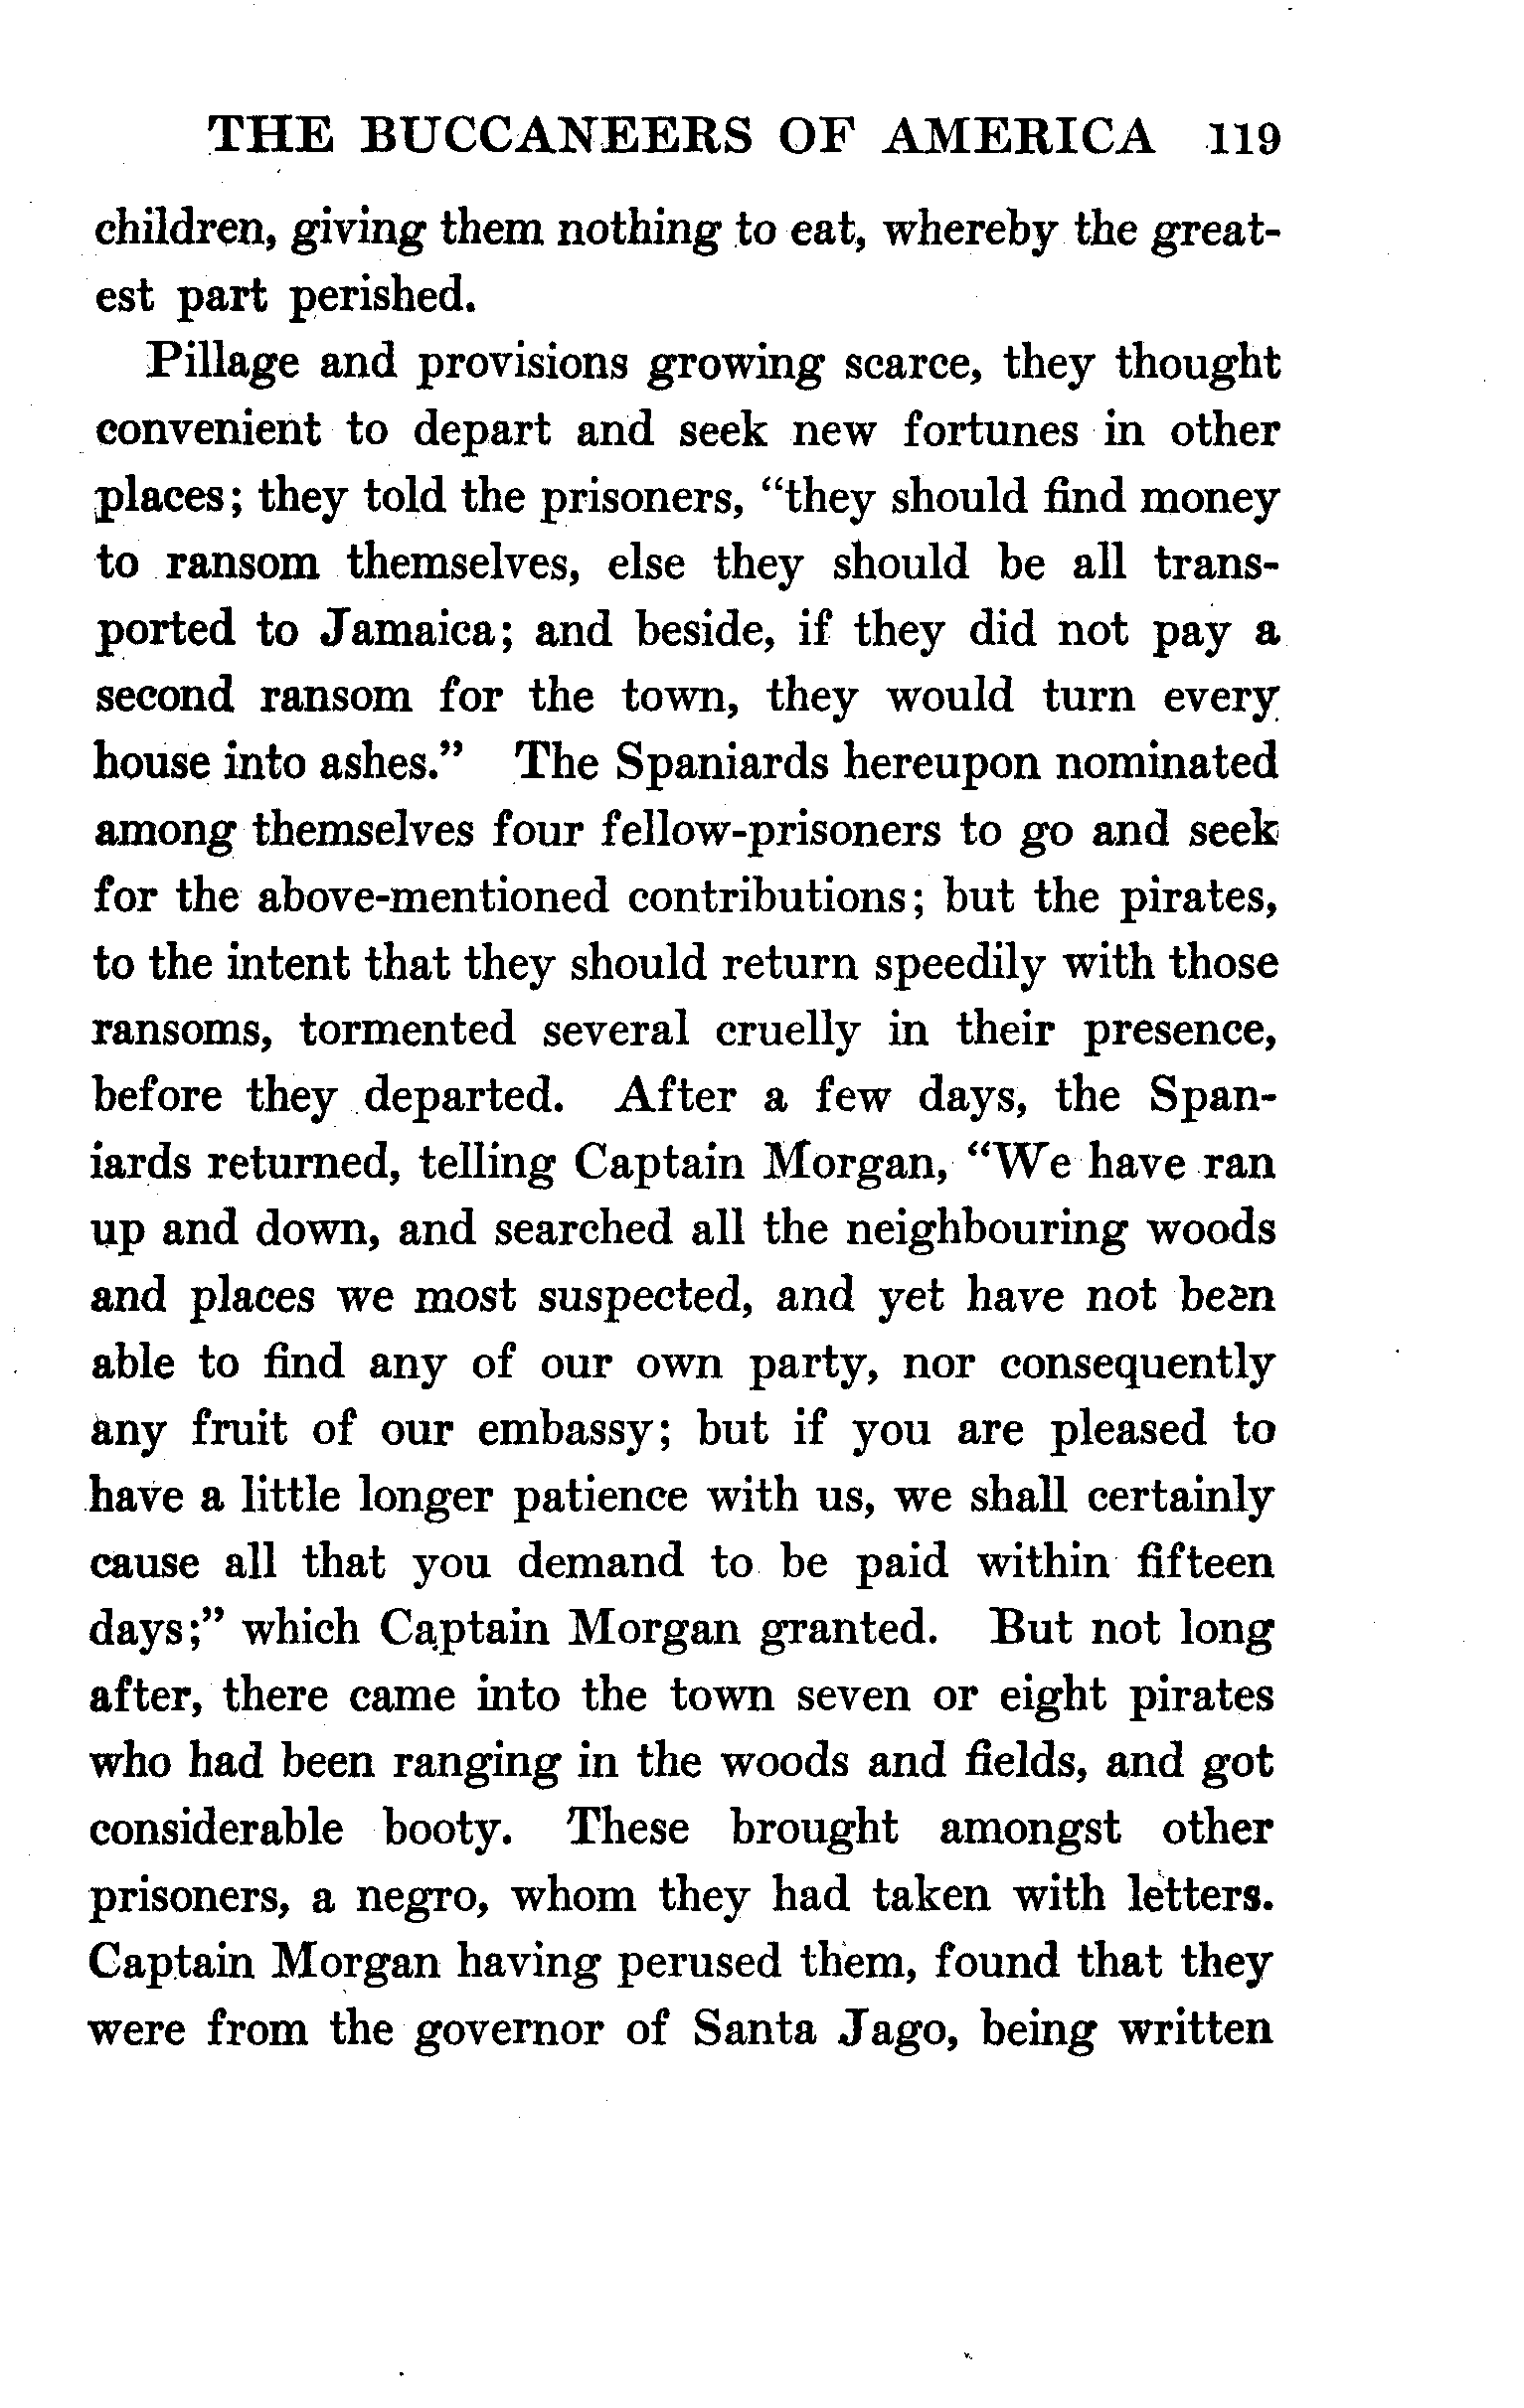 THE BUCCANEERS OF AMERICA 119
children, giving them nothing to eat, whereby the great-
est part perished.
Pillage and provisions growing scarce, they thought
convenient to depart and seek new fortunes in other
places; they told the prisoners, “they should find money
to ransom themselves, else they should be all trans-
ported to Jamaica; and beside, if they did not pay a
second ransom for the town, they would turn every
house into ashes.” The Spaniards hereupon nominated
among themselves four fellow-prisoners to go and seek
for the above-mentioned contributions; but the pirates,
to the intent that they should return speedily with those
ransoms, tormented several cruelly in their presence,
before they departed. After a few days, the Span-
iards returned, telling Captain Morgan, “We have ran
up and down, and searched all the neighbouring woods
and places we most suspected, and yet have not been
able to find any of our own party, nor consequently
any fruit of our embassy; but if you are pleased to
have a little longer patience with us, we shall certainly
cause all that you demand to be paid within fifteen
days;” which Captain Morgan granted. But not long
after, there came into the town seven or eight pirates
who had been ranging in the woods and fields, and got
considerable booty. These brought amongst other
prisoners, a negro, whom they had taken with letters.
Captain Morgan having perused them, found that they
were from the governor of Santa Jago, being written